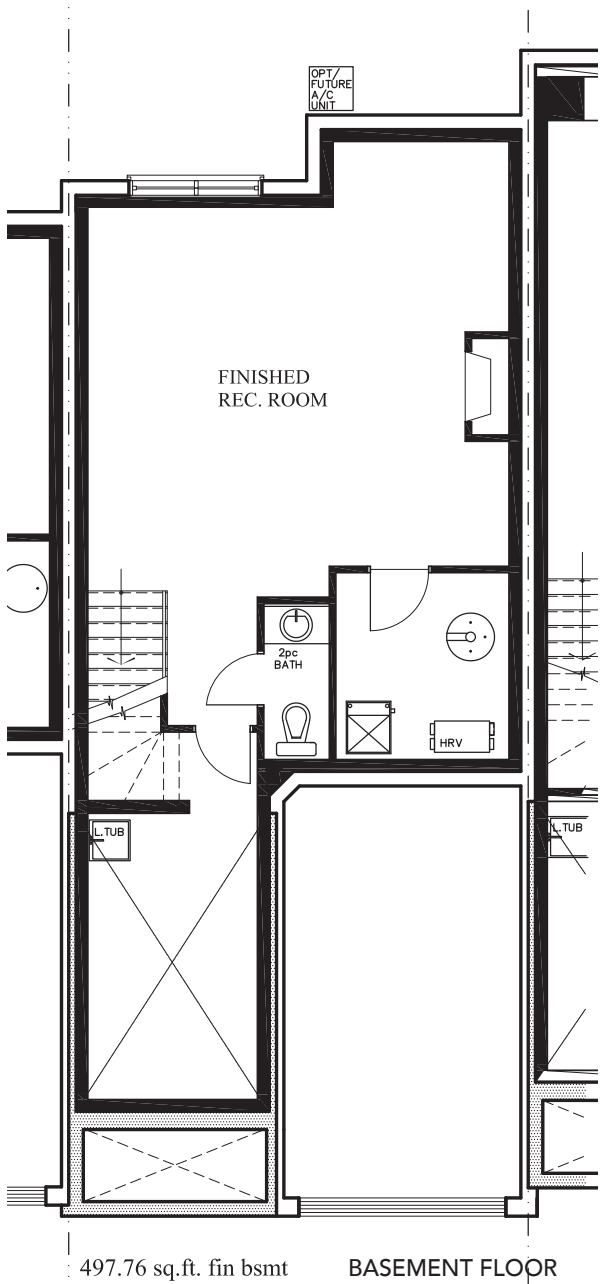 OPT/
FUTURE
A/C
UNIT
FINISHED
REC. ROOM
2pc
BATH
HRV
L.TUB
L.TUB
497.76 sq.ft. fin bsmt
BASEMENT FLOOR